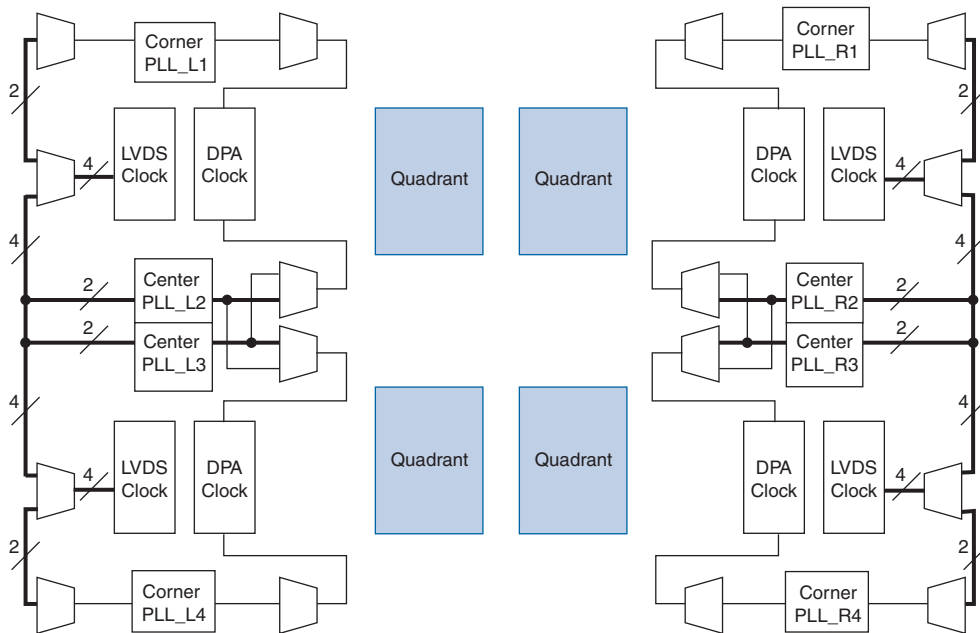 Corner
PLL_L1
Corner
PLL_R1
2
2
LVDS
Clock
DPA
Clock
Quadrant
Quadrant
DPA
Clock
LVDS
Clock
4
4
4
4
2
Center
PLL_L2
Center
PLL_R2
2
2
Center
PLL_L3
Center
PLL_R3
2
4
4
4
LVDS
Clock
DPA
Clock
Quadrant
Quadrant
DPA
Clock
LVDS
Clock
4
2
2
Corner
PLL_L4
Corner
PLL_R4